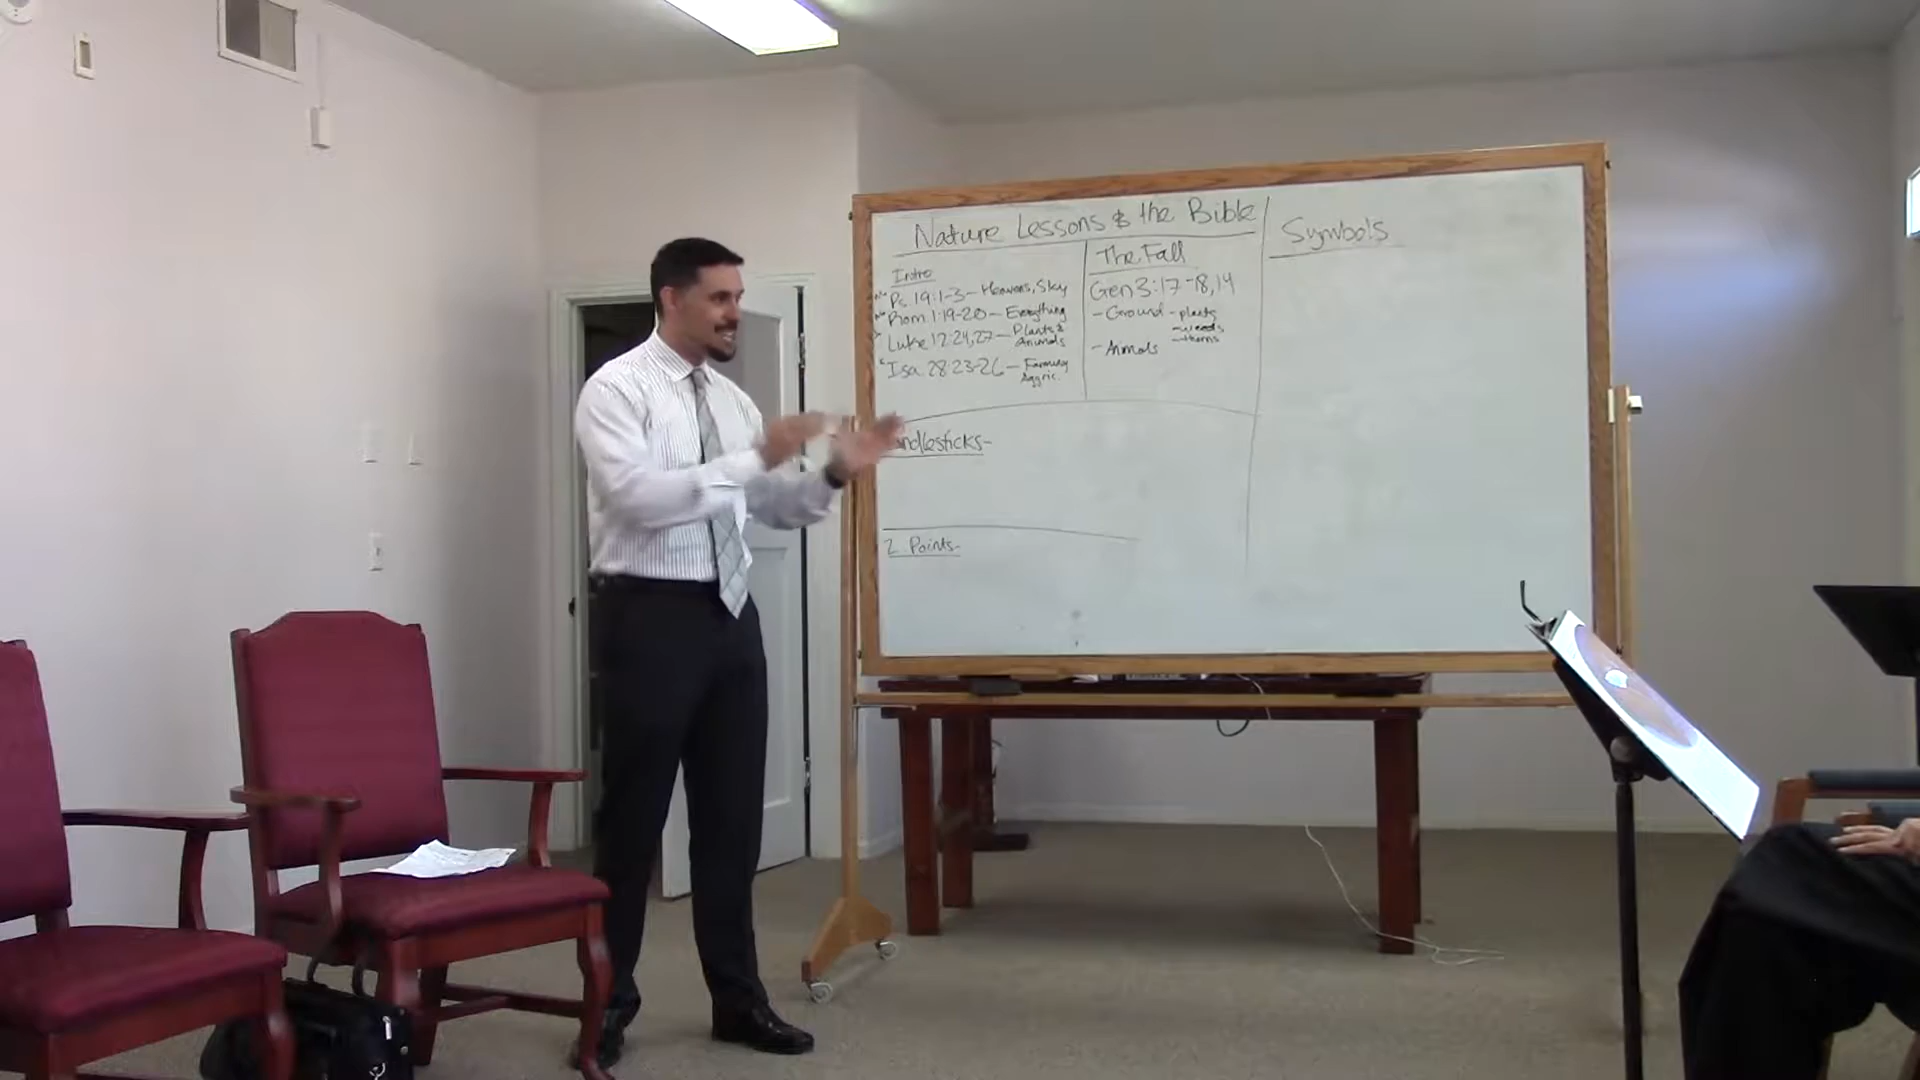 Nature Lessons & the Bible
Intro
Ps. 19:1-3 - Heavens, Sky
Rom. 1:19-20 - Everything
Luke 12:24,27 - Plants &
Animals
Isa. 28:23-26 - Farming
Aggric.
The Fall
Gen 3:17-18,14
- Ground - plants
- weeds
- thorns
- Animals
Symbols
ndlesticks-
2 Points-